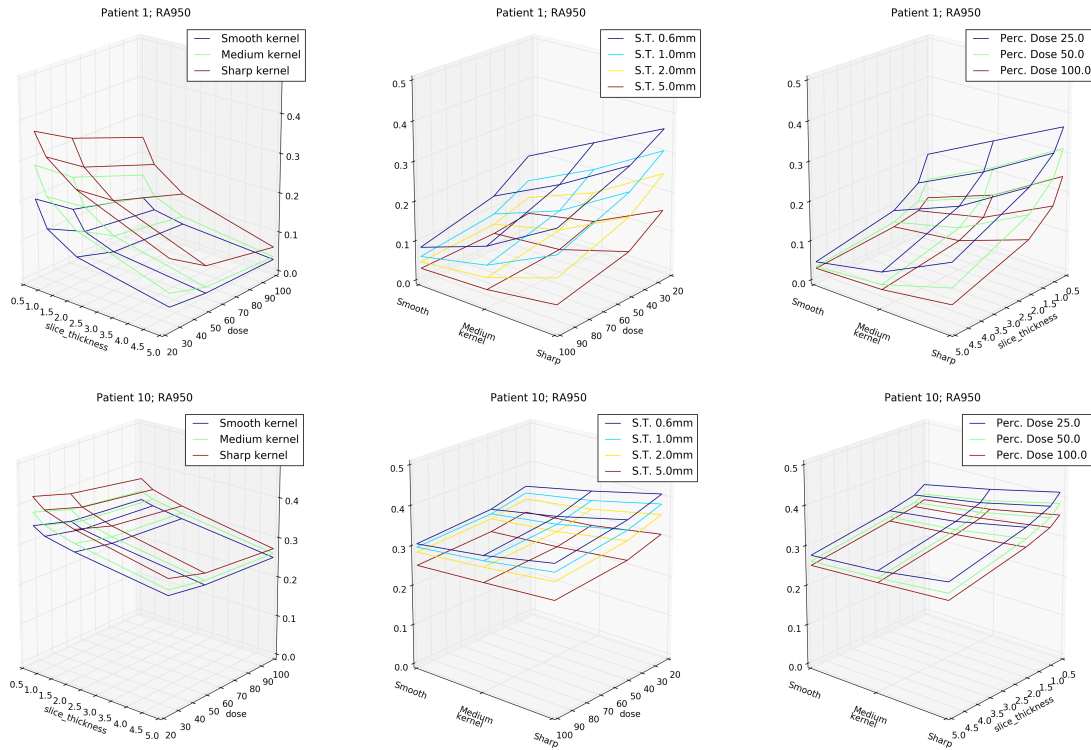 Patient 1; RA950
Smooth kernel
Medium kernel
Sharp kernel
0.4
0.3
0.2
0.1
0.0
0.5 1.0 1.5 2.0 2.5 3.0 3.5 4.0 4.5 5.0
slice_thickness
20 30 40 50 60 70 80 90 100
dose
Patient 1; RA950
S.T. 0.6mm
S.T. 1.0mm
S.T. 2.0mm
S.T. 5.0mm
0.5
0.4
0.3
0.2
0.1
0.0
Smooth
Medium
Sharp
kernel
100 90 80 70 60 50 40 30 20
dose
Patient 1; RA950
Perc. Dose 25.0
Perc. Dose 50.0
Perc. Dose 100.0
0.5
0.4
0.3
0.2
0.1
0.0
Smooth
Medium
Sharp
kernel
5.0 4.5 4.0 3.5 3.0 2.5 2.0 1.5 1.0 0.5
slice_thickness
Patient 10; RA950
Smooth kernel
Medium kernel
Sharp kernel
0.4
0.3
0.2
0.1
0.0
0.5 1.0 1.5 2.0 2.5 3.0 3.5 4.0 4.5 5.0
slice_thickness
20 30 40 50 60 70 80 90 100
dose
Patient 10; RA950
S.T. 0.6mm
S.T. 1.0mm
S.T. 2.0mm
S.T. 5.0mm
0.5
0.4
0.3
0.2
0.1
0.0
Smooth
Medium
Sharp
kernel
100 90 80 70 60 50 40 30 20
dose
Patient 10; RA950
Perc. Dose 25.0
Perc. Dose 50.0
Perc. Dose 100.0
0.5
0.4
0.3
0.2
0.1
0.0
Smooth
Medium
Sharp
kernel
5.0 4.5 4.0 3.5 3.0 2.5 2.0 1.5 1.0 0.5
slice_thickness